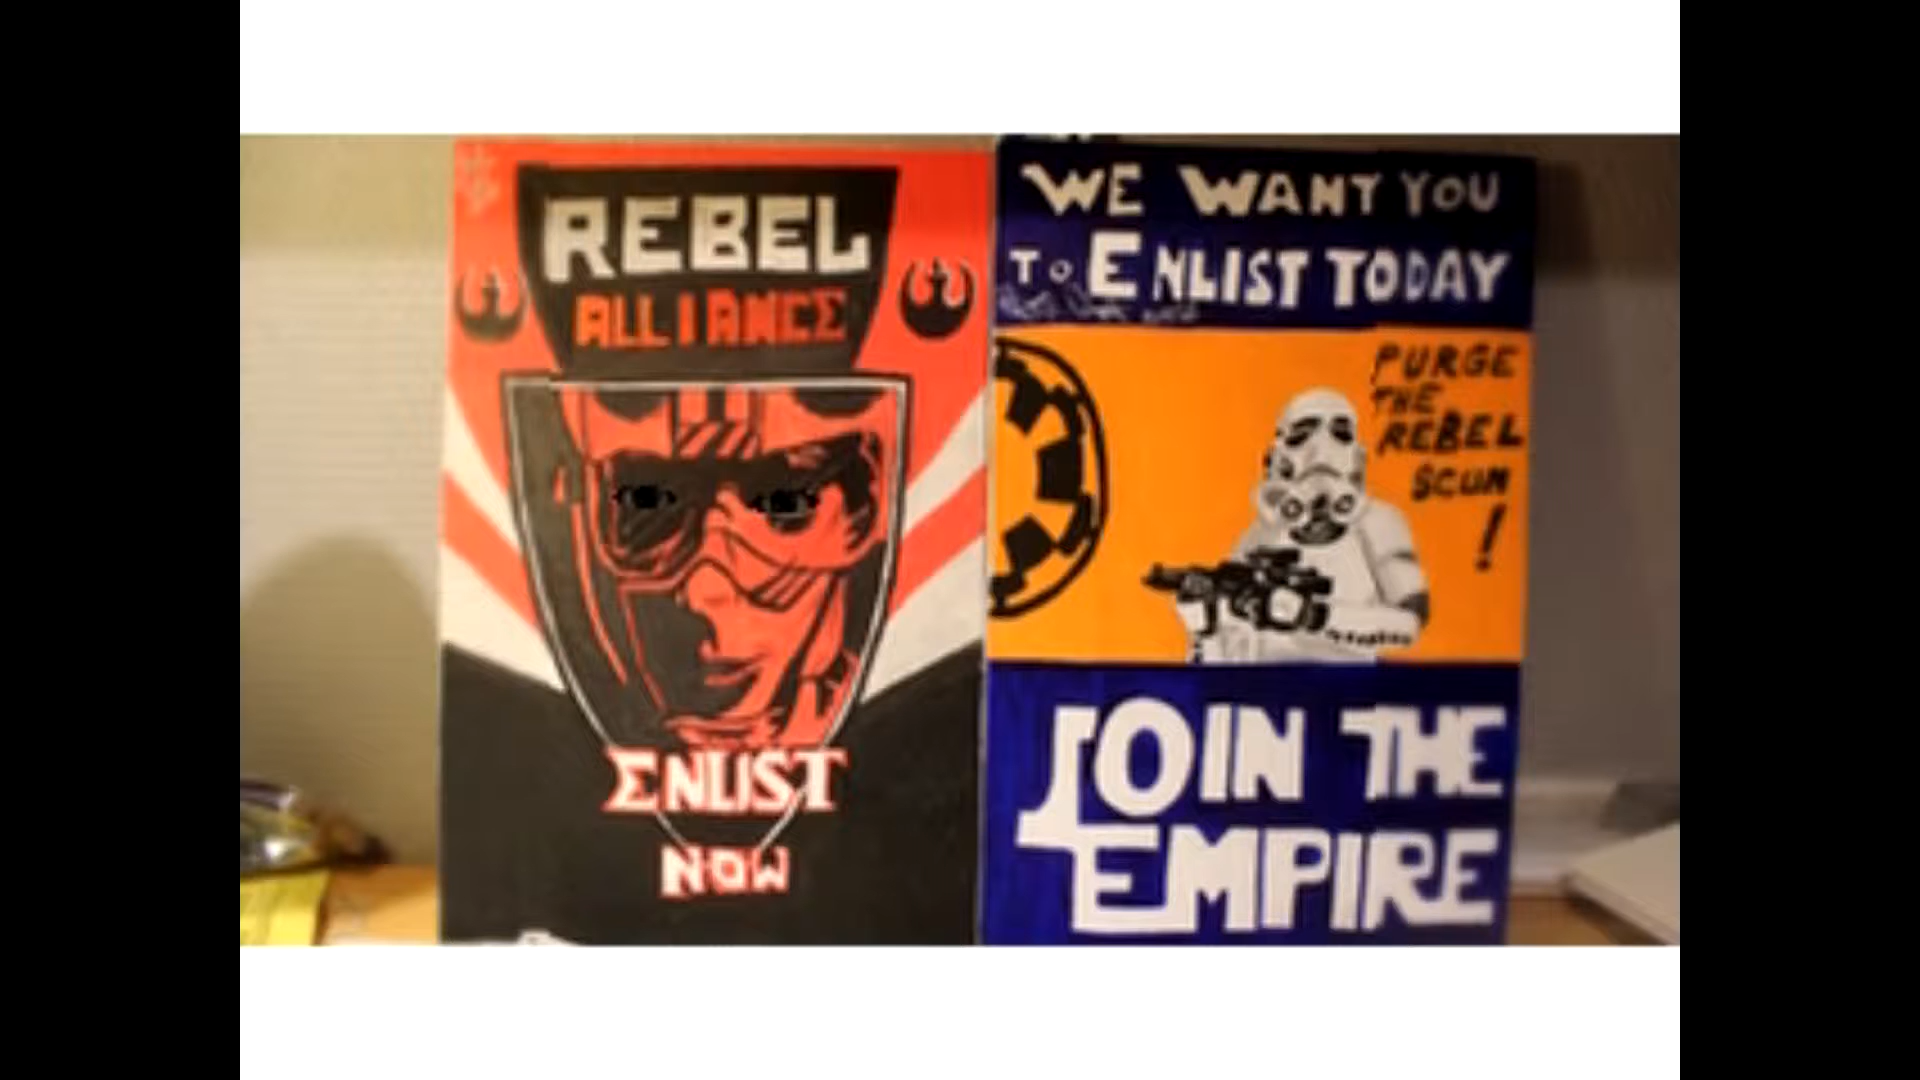 REBEL
ALLIANCE
ENLIST
NOW
WE WANT YOU
TO ENLIST TODAY
PURGE
THE
REBEL
SCUM
!
JOIN THE
EMPIRE